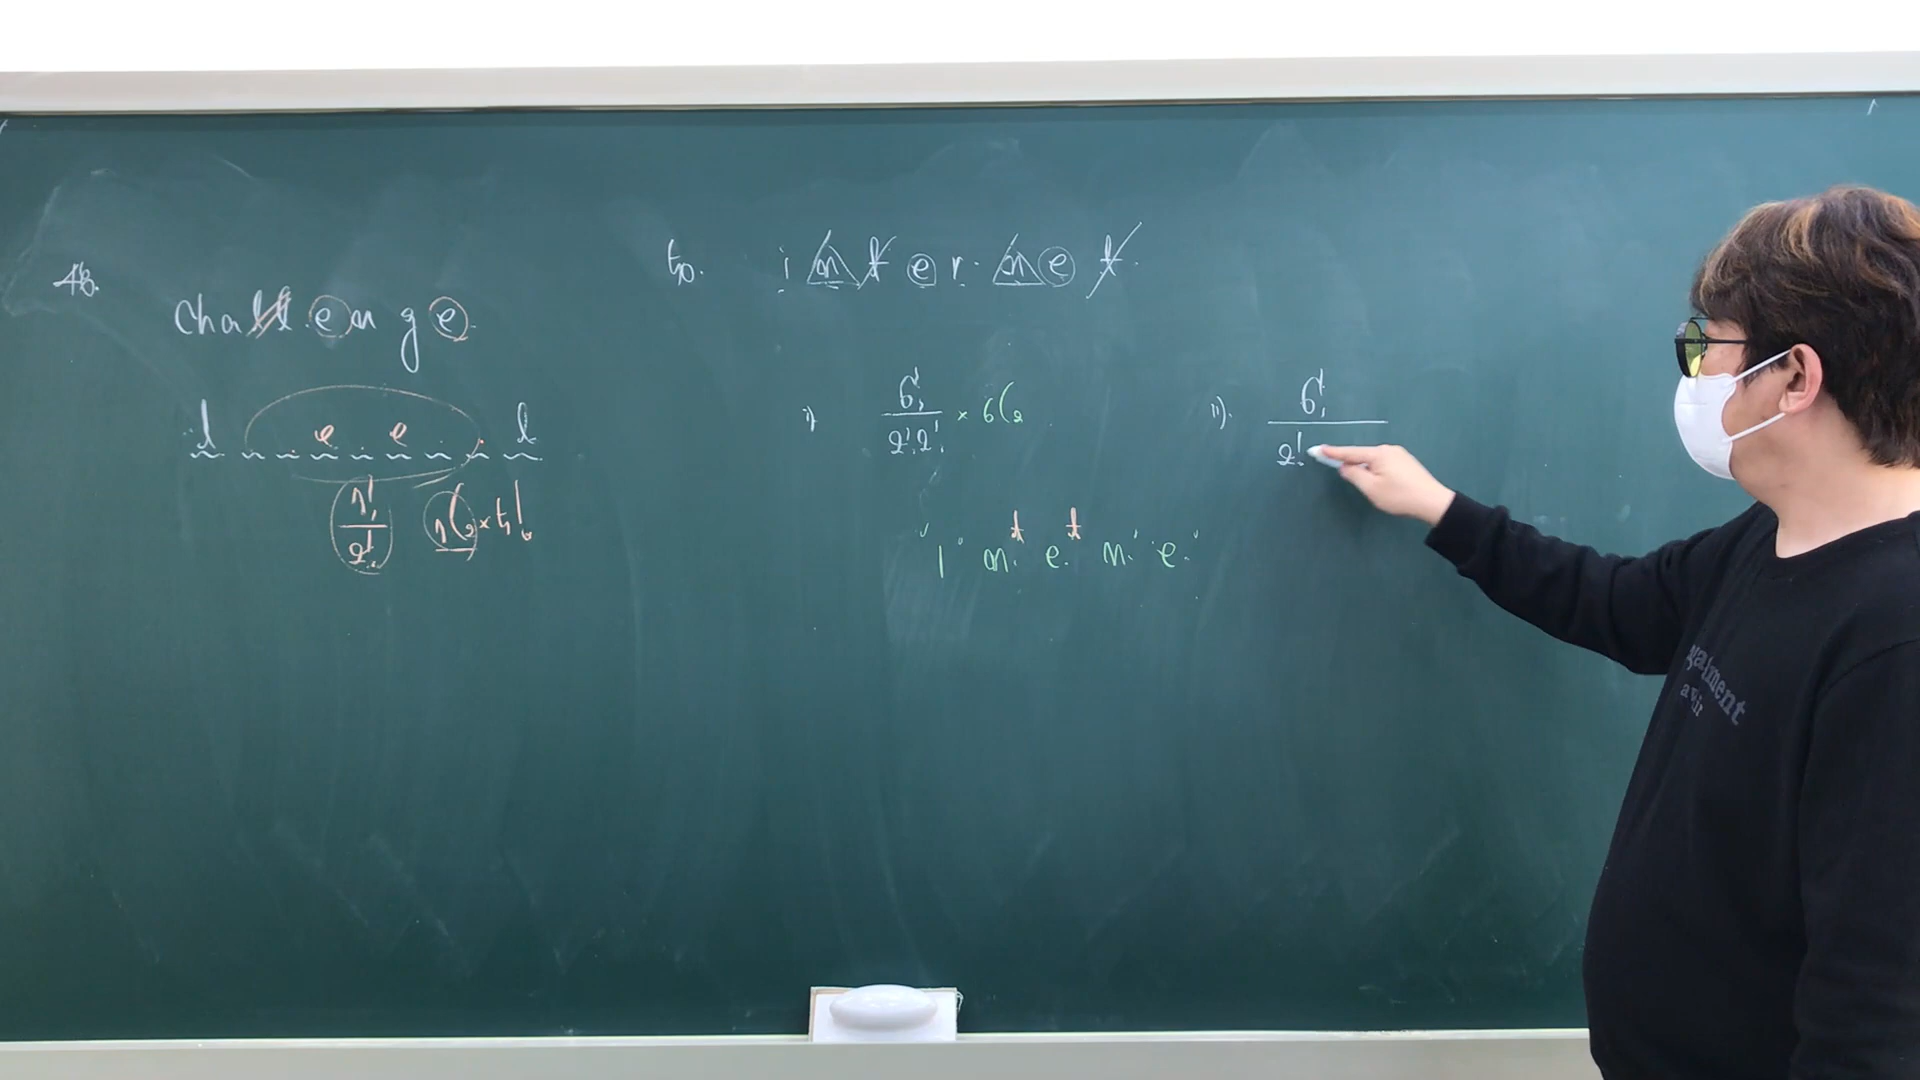 48.
challenge.
l e e l
7!/2! 7C2 × 5!
50. internet.
i) 6!/2!2! × 6C2
i n t e t n e
ii). 6!/2!